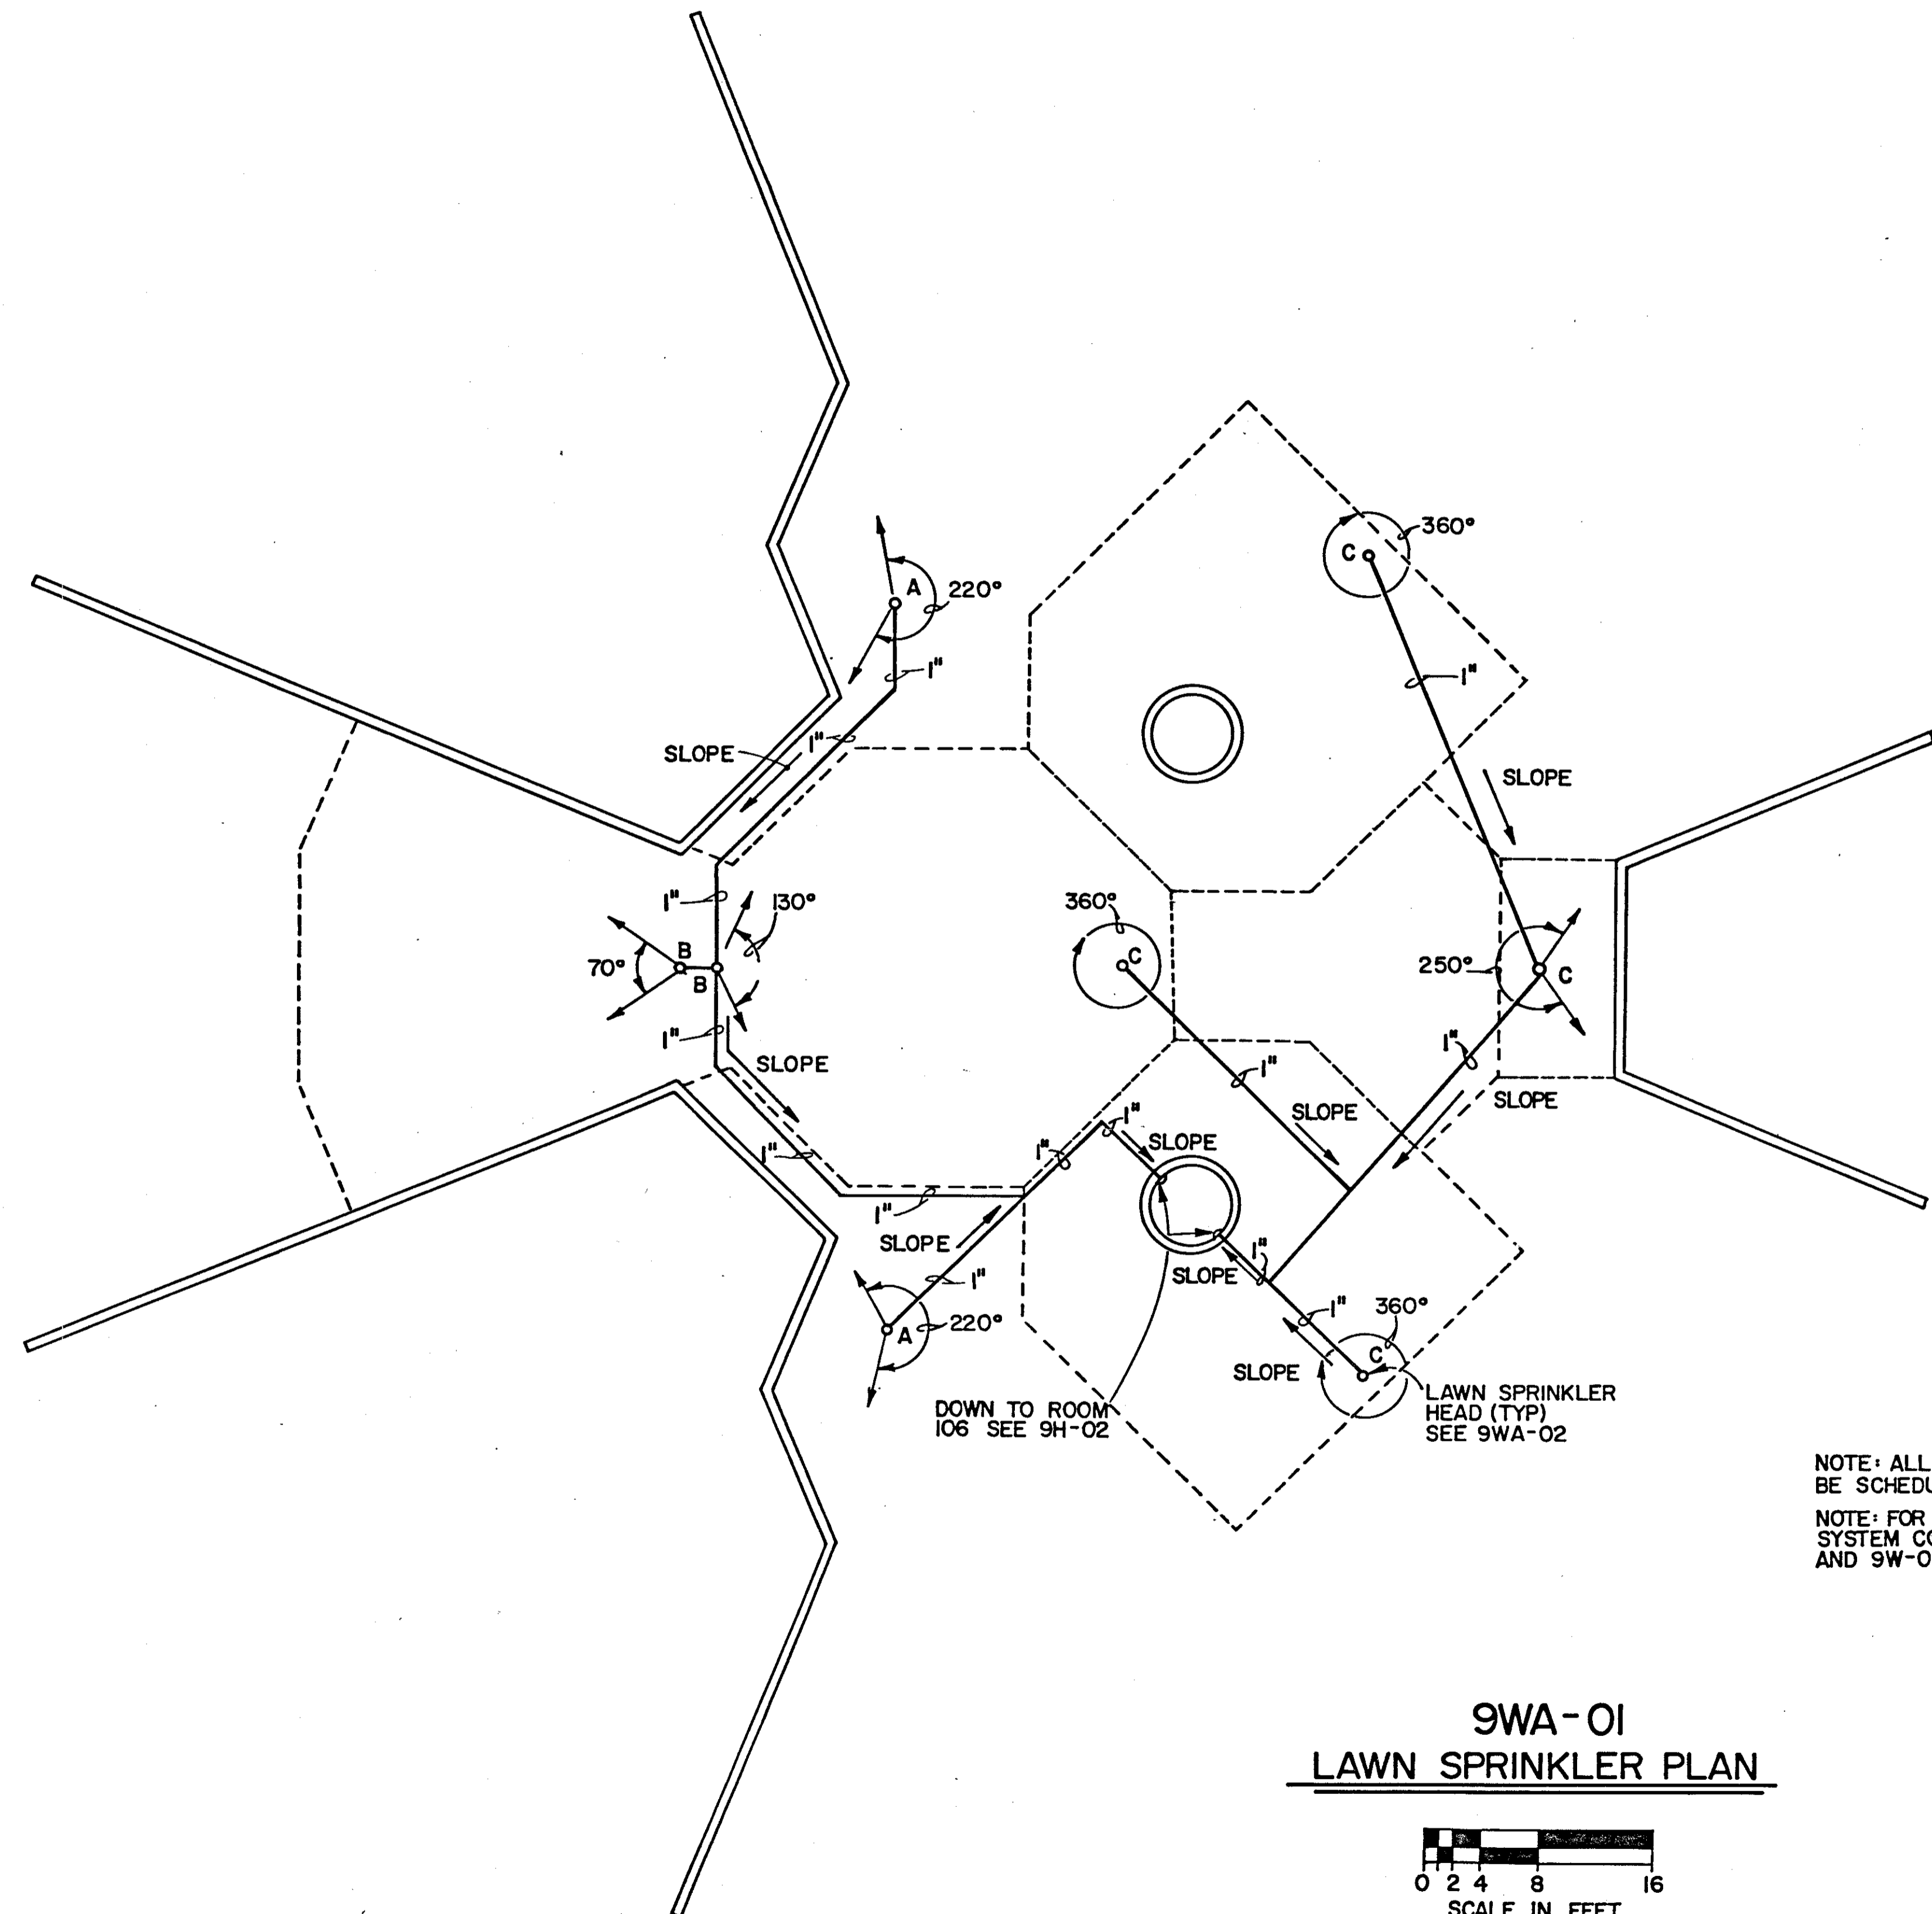 360°
C
A
220°
1"
1"
1"
SLOPE
SLOPE
1"
130°
360°
B
70°
B
C
250°
C
1"
1"
SLOPE
1"
SLOPE
SLOPE
1"
1"
SLOPE
1"
1"
SLOPE
1"
SLOPE
1"
1"
360°
A
220°
C
SLOPE
DOWN TO ROOM
106 SEE 9H-02
LAWN SPRINKLER
HEAD (TYP)
SEE 9WA-02
NOTE: ALL
BE
NOTE: FOR
SYSTEM
AND
9WA-01
LAWN SPRINKLER PLAN
0 2 4 8 16
SCALE IN FEET